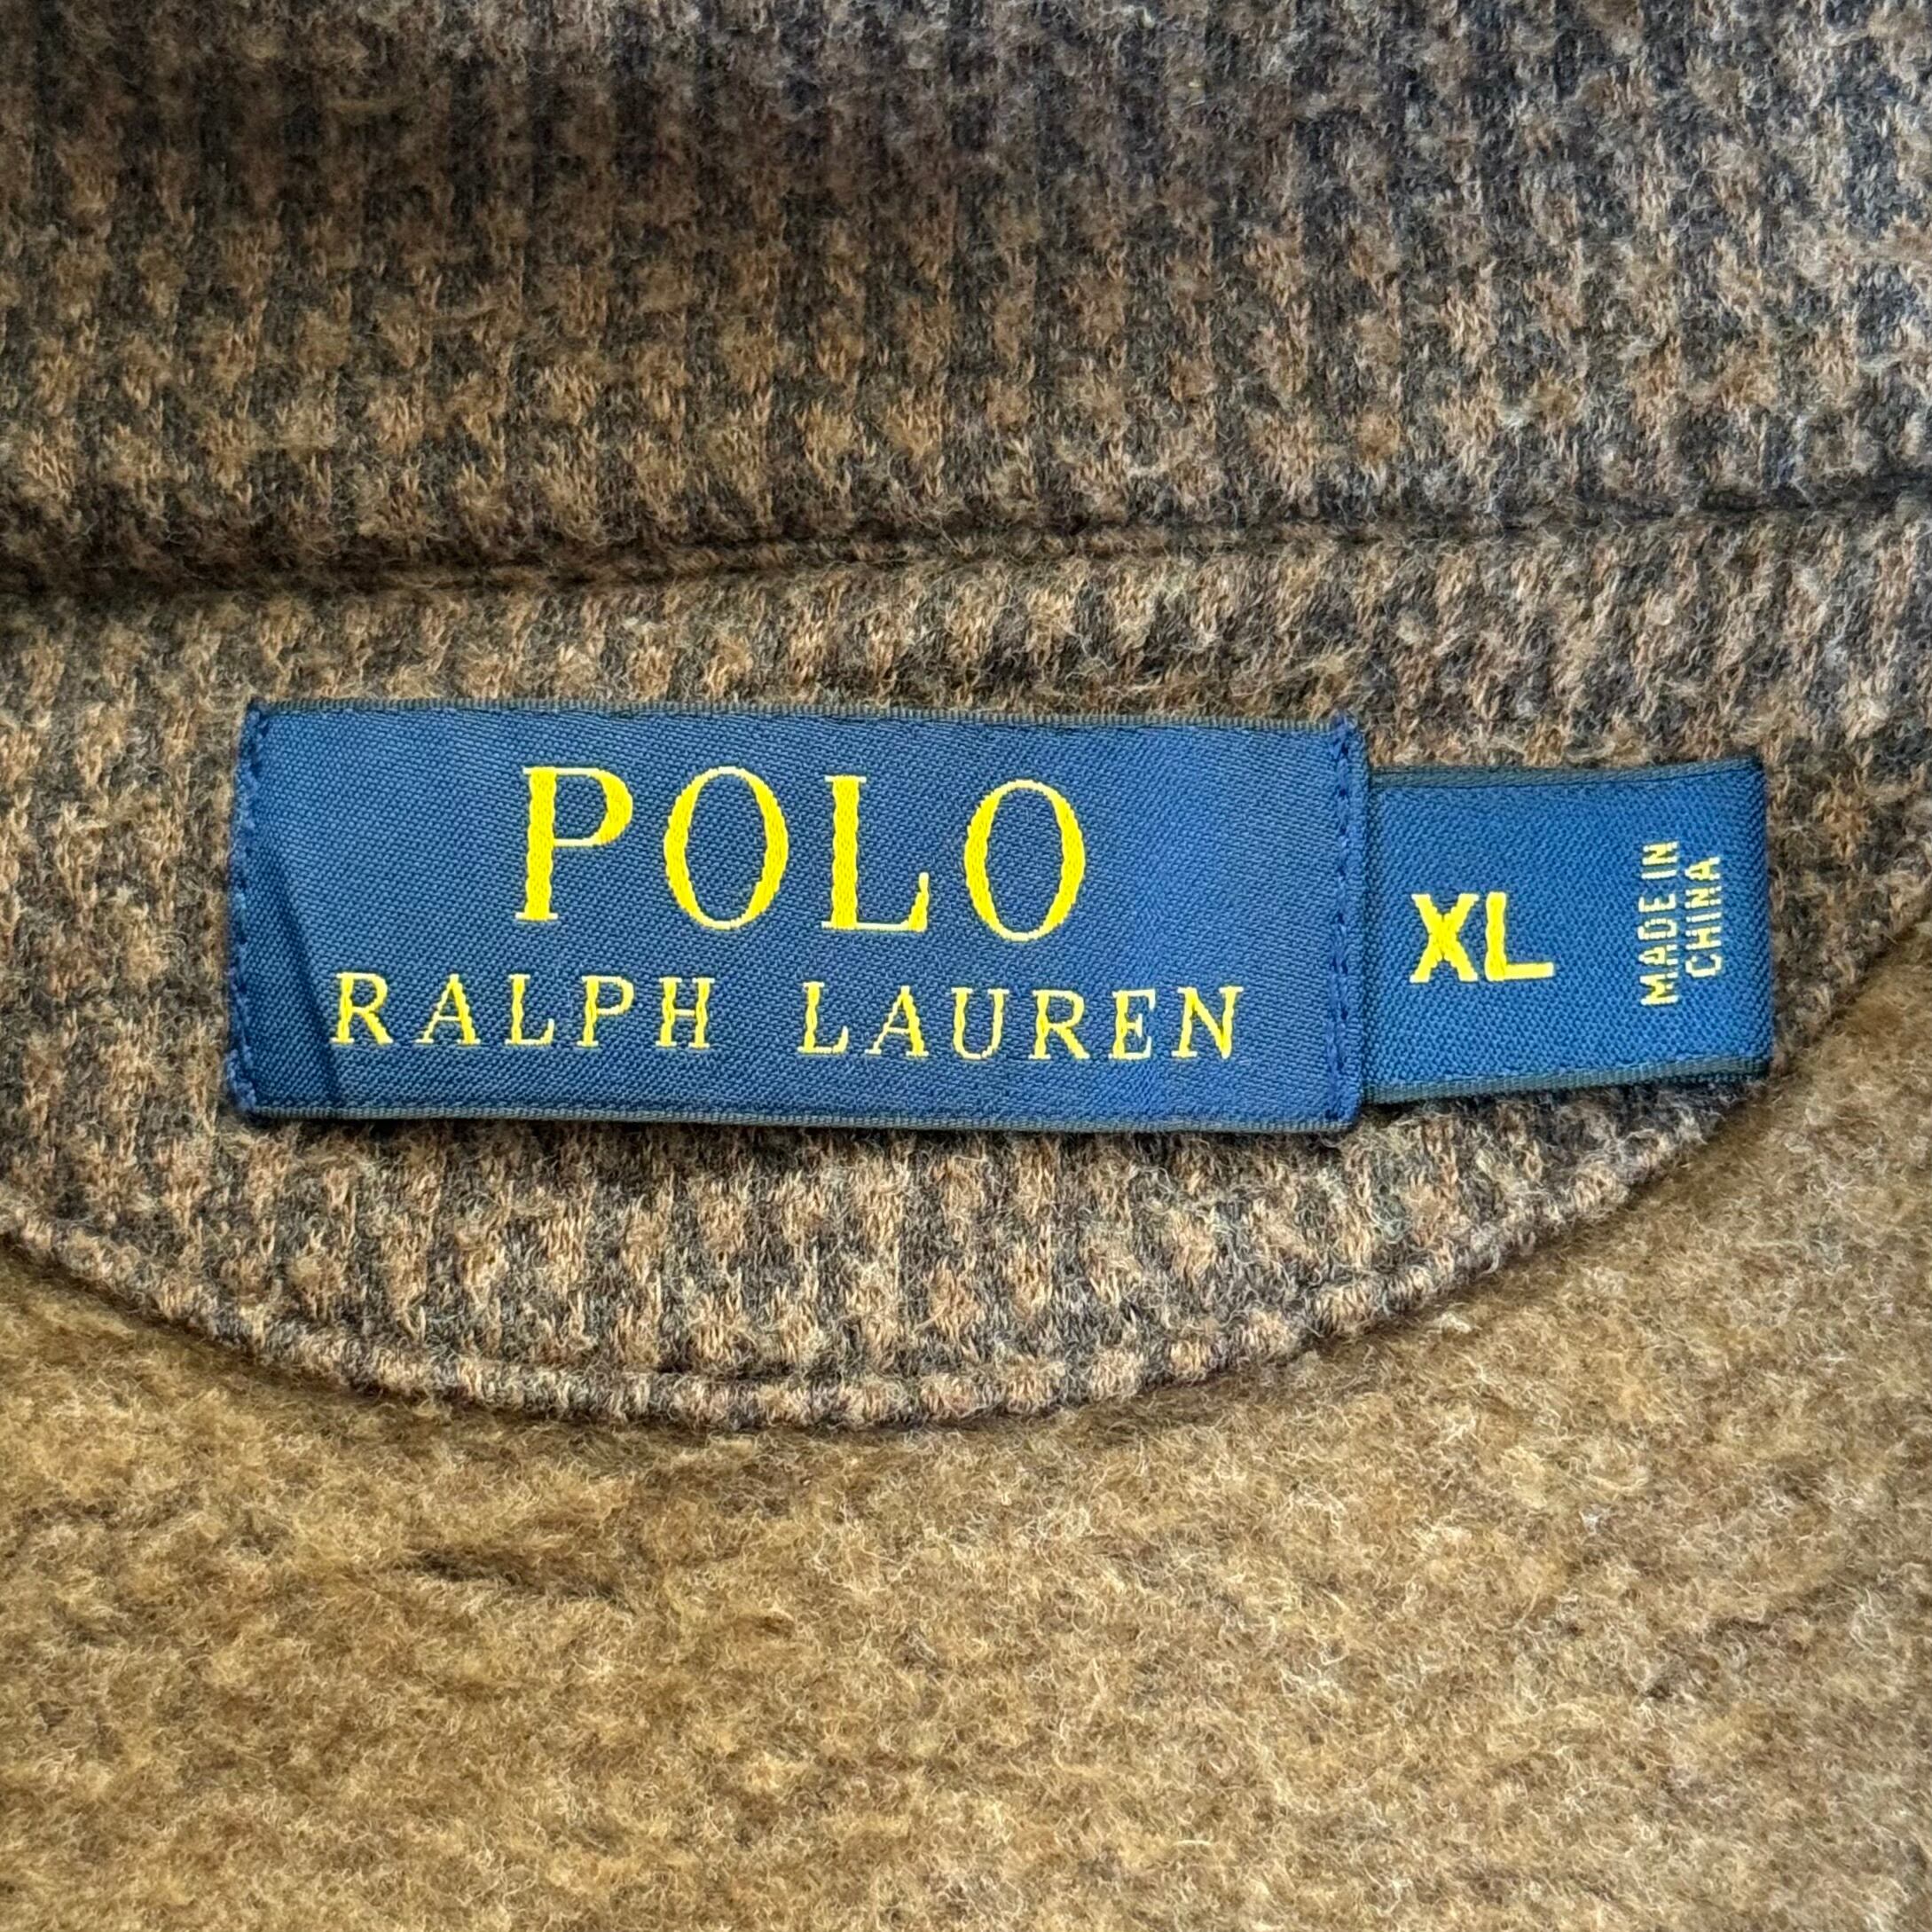 POLO
RALPH LAUREN
XL
MADE IN
CHINA